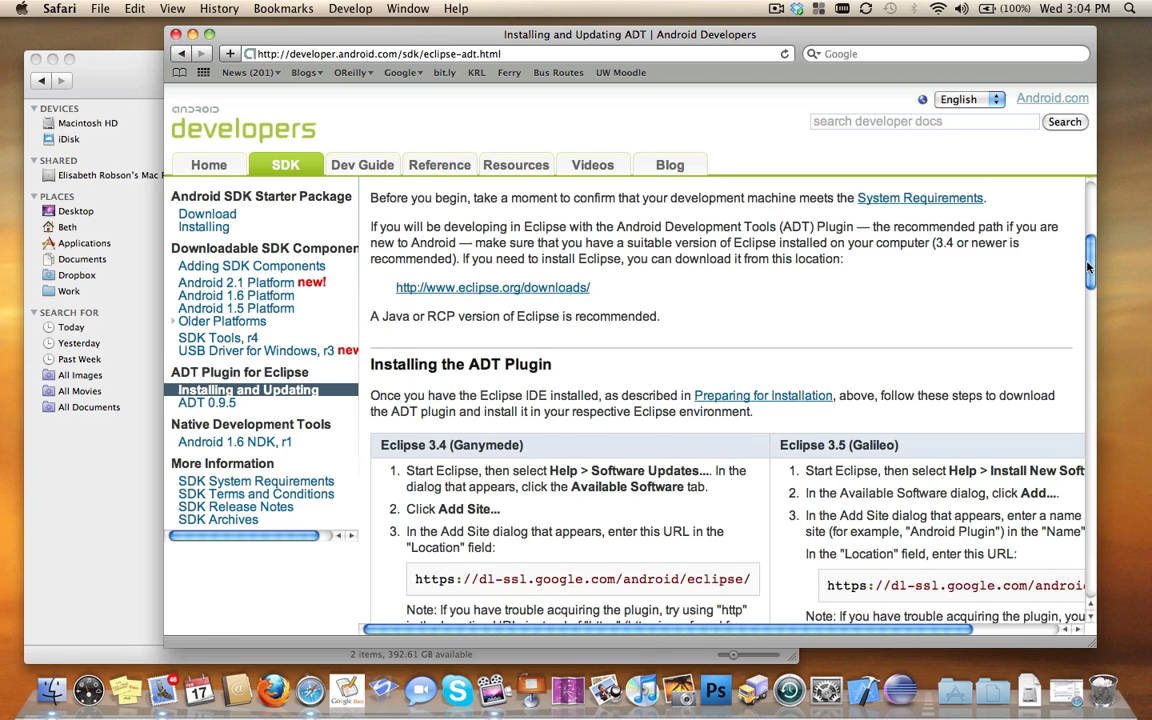 Safari File Edit View History Bookmarks Develop Window Help
(100%) Wed 3:04 PM
Installing and Updating ADT | Android Developers
http://developer.android.com/sdk/eclipse-adt.html
Google
News (201) Blogs OReilly Google bit.ly KRL Ferry Bus Routes UW Moodle
DEVICES
Macintosh HD
iDisk
SHARED
Elisabeth Robson's Mac
PLACES
Desktop
Beth
Applications
Documents
Dropbox
Work
SEARCH FOR
Today
Yesterday
Past Week
All Images
All Movies
All Documents
English
Android.com
android
developers
search developer docs
Search
Home SDK Dev Guide Reference Resources Videos Blog
Android SDK Starter Package
Download
Installing
Downloadable SDK Componen
Adding SDK Components
Android 2.1 Platform new!
Android 1.6 Platform
Android 1.5 Platform
Older Platforms
SDK Tools, r4
USB Driver for Windows, r3 new
ADT Plugin for Eclipse
Installing and Updating
ADT 0.9.5
Native Development Tools
Android 1.6 NDK, r1
More Information
SDK System Requirements
SDK Terms and Conditions
SDK Release Notes
SDK Archives
Before you begin, take a moment to confirm that your development machine meets the System Requirements.
If you will be developing in Eclipse with the Android Development Tools (ADT) Plugin — the recommended path if you are
new to Android — make sure that you have a suitable version of Eclipse installed on your computer (3.4 or newer is
recommended). If you need to install Eclipse, you can download it from this location:
http://www.eclipse.org/downloads/
A Java or RCP version of Eclipse is recommended.
Installing the ADT Plugin
Once you have the Eclipse IDE installed, as described in Preparing for Installation, above, follow these steps to download
the ADT plugin and install it in your respective Eclipse environment.
Eclipse 3.4 (Ganymede)
1. Start Eclipse, then select Help > Software Updates.... In the
dialog that appears, click the Available Software tab.
2. Click Add Site...
3. In the Add Site dialog that appears, enter this URL in the
"Location" field:
https://dl-ssl.google.com/android/eclipse/
Note: If you have trouble acquiring the plugin, try using "http"
Eclipse 3.5 (Galileo)
1. Start Eclipse, then select Help > Install New Soft
2. In the Available Software dialog, click Add....
3. In the Add Site dialog that appears, enter a name
site (for example, "Android Plugin") in the "Name"
In the "Location" field, enter this URL:
https://dl-ssl.google.com/androi
Note: If you have trouble acquiring the plugin, you
2 items, 392.61 GB available
17